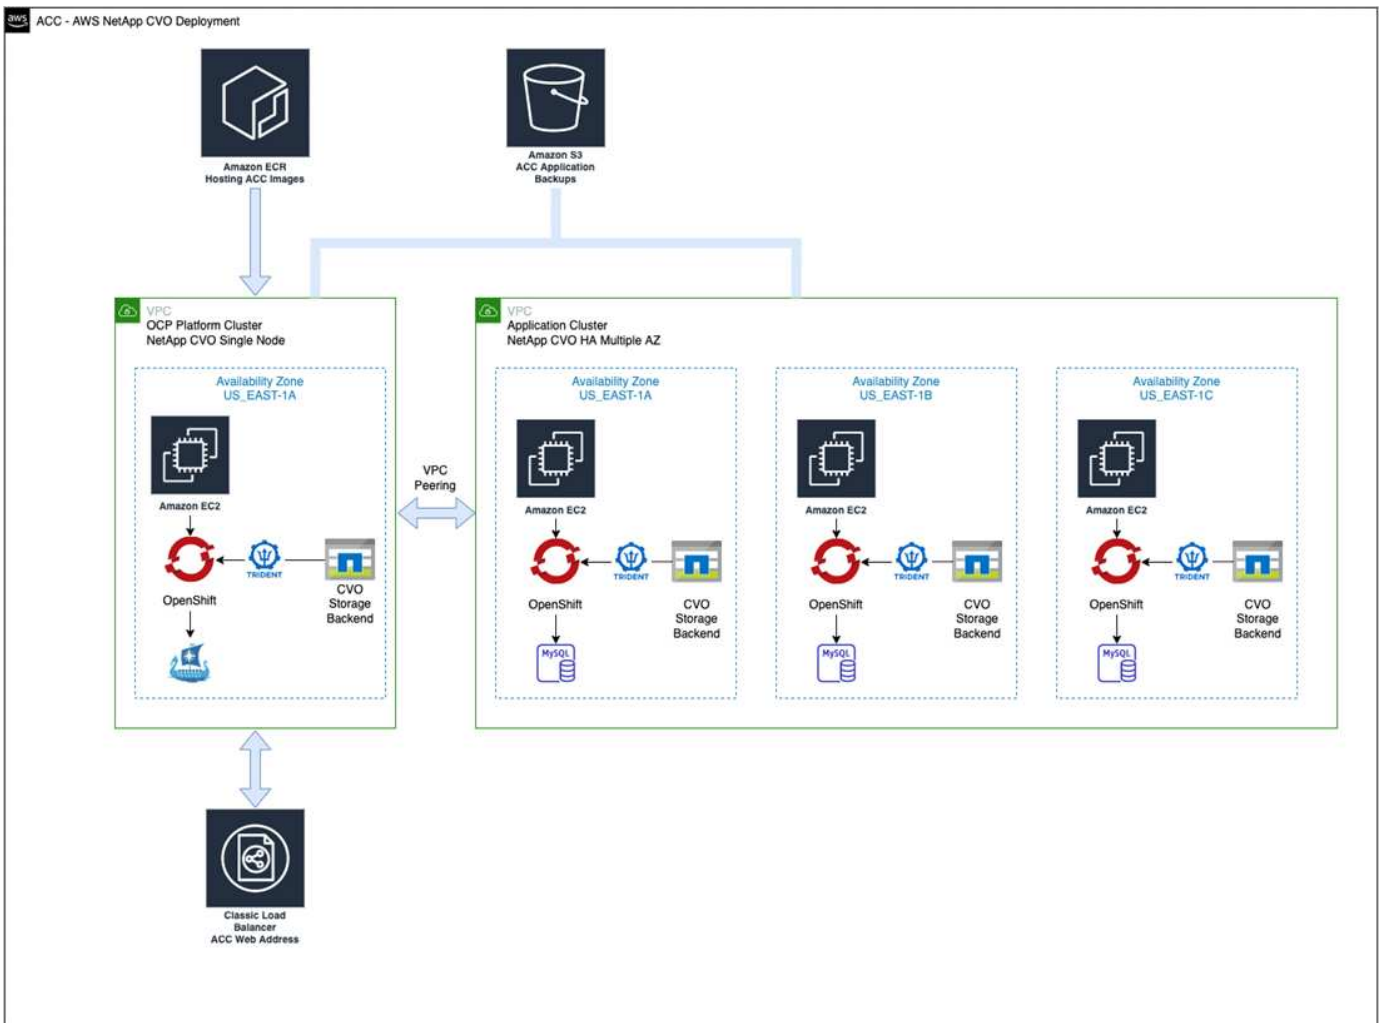 aws
ACC - AWS NetApp CVO Deployment
Amazon ECR
Hosting ACC Images
Amazon S3
ACC Application
Backups
VPC
OCP Platform Cluster
NetApp CVO Single Node
Availability Zone
US_EAST-1A
Amazon EC2
TRIDENT
OpenShift
CVO
Storage
Backend
VPC
Peering
VPC
Application Cluster
NetApp CVO HA Multiple AZ
Availability Zone
US_EAST-1A
Amazon EC2
TRIDENT
OpenShift
CVO
Storage
Backend
MySQL
Availability Zone
US_EAST-1B
Amazon EC2
TRIDENT
OpenShift
CVO
Storage
Backend
MySQL
Availability Zone
US_EAST-1C
Amazon EC2
TRIDENT
OpenShift
CVO
Storage
Backend
MySQL
Classic Load
Balancer
ACC Web Address